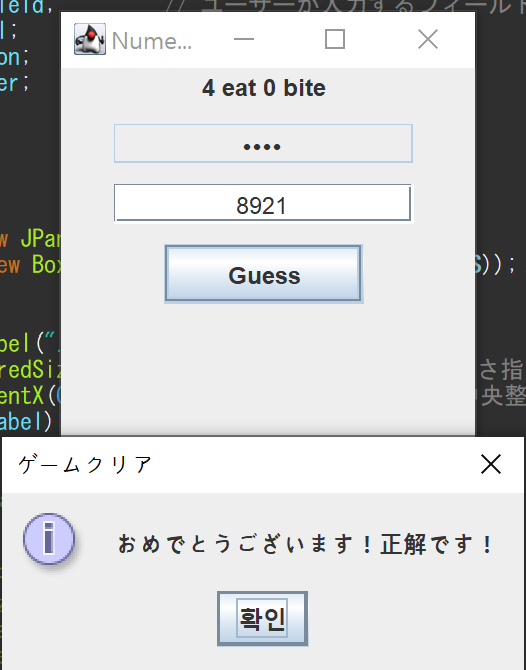 ield,
// ユーザーが入力するフィールド
l;
on;
er;
Nume...
4 eat 0 bite
••••
8921
w JPan
ew Box
S));
Guess
bel("
redSiz
さ指
entX(
中央整
abel)
ゲームクリア
おめでとうございます！正解です！
확인